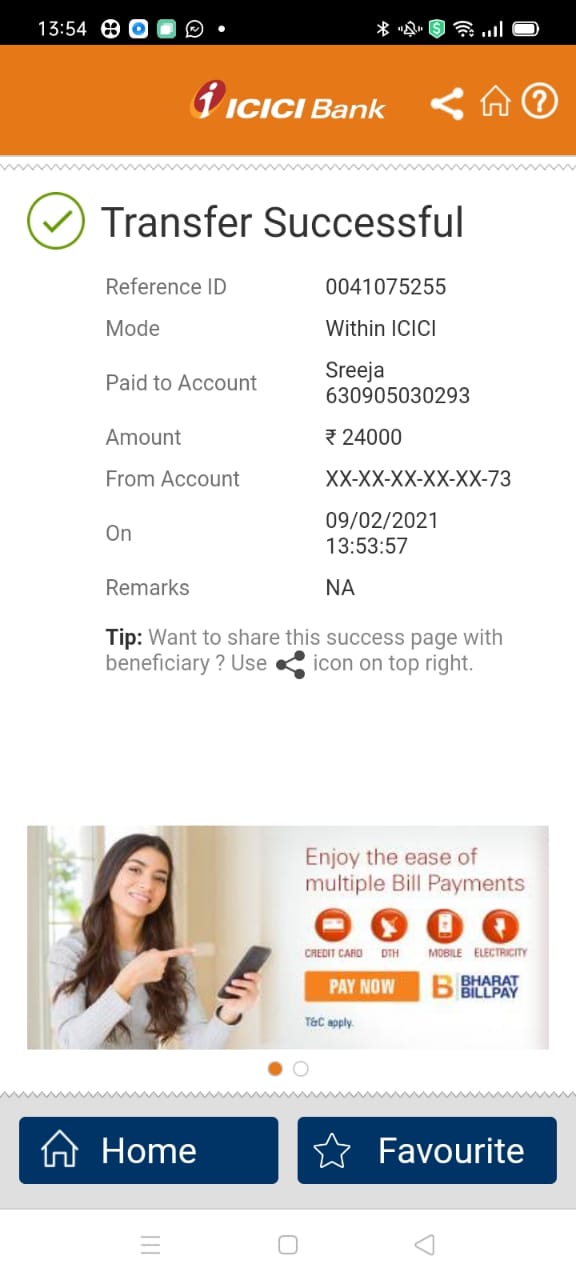 13:54
ICICI Bank
Transfer Successful
Reference ID 0041075255
Mode Within ICICI
Paid to Account Sreeja
630905030293
Amount ₹ 24000
From Account XX-XX-XX-XX-XX-73
On 09/02/2021
13:53:57
Remarks NA
Tip: Want to share this success page with
beneficiary ? Use icon on top right.
Enjoy the ease of
multiple Bill Payments
CREDIT CARD DTH MOBILE ELECTRICITY
PAY NOW B BHARAT
BILLPAY
T&C apply.
Home Favourite